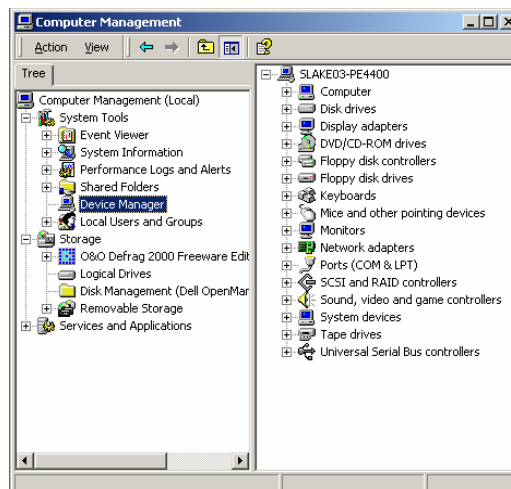 Computer Management
Action View
Tree
Computer Management (Local)
System Tools
Event Viewer
System Information
Performance Logs and Alerts
Shared Folders
Device Manager
Local Users and Groups
Storage
O&O Defrag 2000 Freeware Edit
Logical Drives
Disk Management (Dell OpenMar
Removable Storage
Services and Applications
SLAKE03-PE4400
Computer
Disk drives
Display adapters
DVD/CD-ROM drives
Floppy disk controllers
Floppy disk drives
Keyboards
Mice and other pointing devices
Monitors
Network adapters
Ports (COM & LPT)
SCSI and RAID controllers
Sound, video and game controllers
System devices
Tape drives
Universal Serial Bus controllers